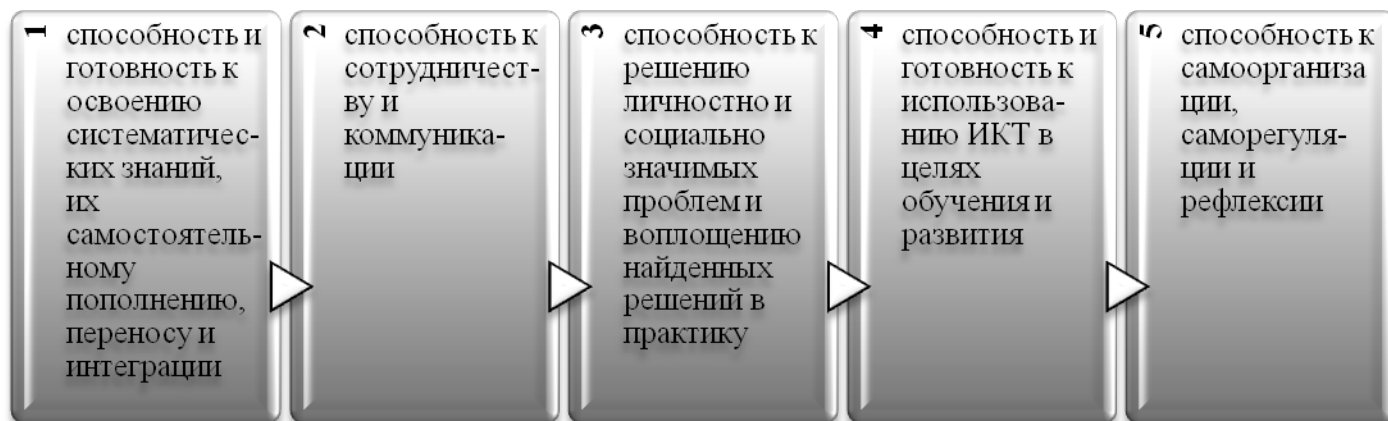 1
способность и
готовность к
освоению
систематичес-
ких знаний,
их
самостоятель-
ному
пополнению,
переносу и
интеграции
2
способность к
сотрудничест-
ву и
коммуника-
ции
3
способность к
решению
личностно и
социально
значимых
проблем и
воплощению
найденных
решений в
практику
4
способность и
готовность к
использова-
нию ИКТ в
целях
обучения и
развития
5
способность к
самоорганиза
ции,
саморегуля-
ции и
рефлексии